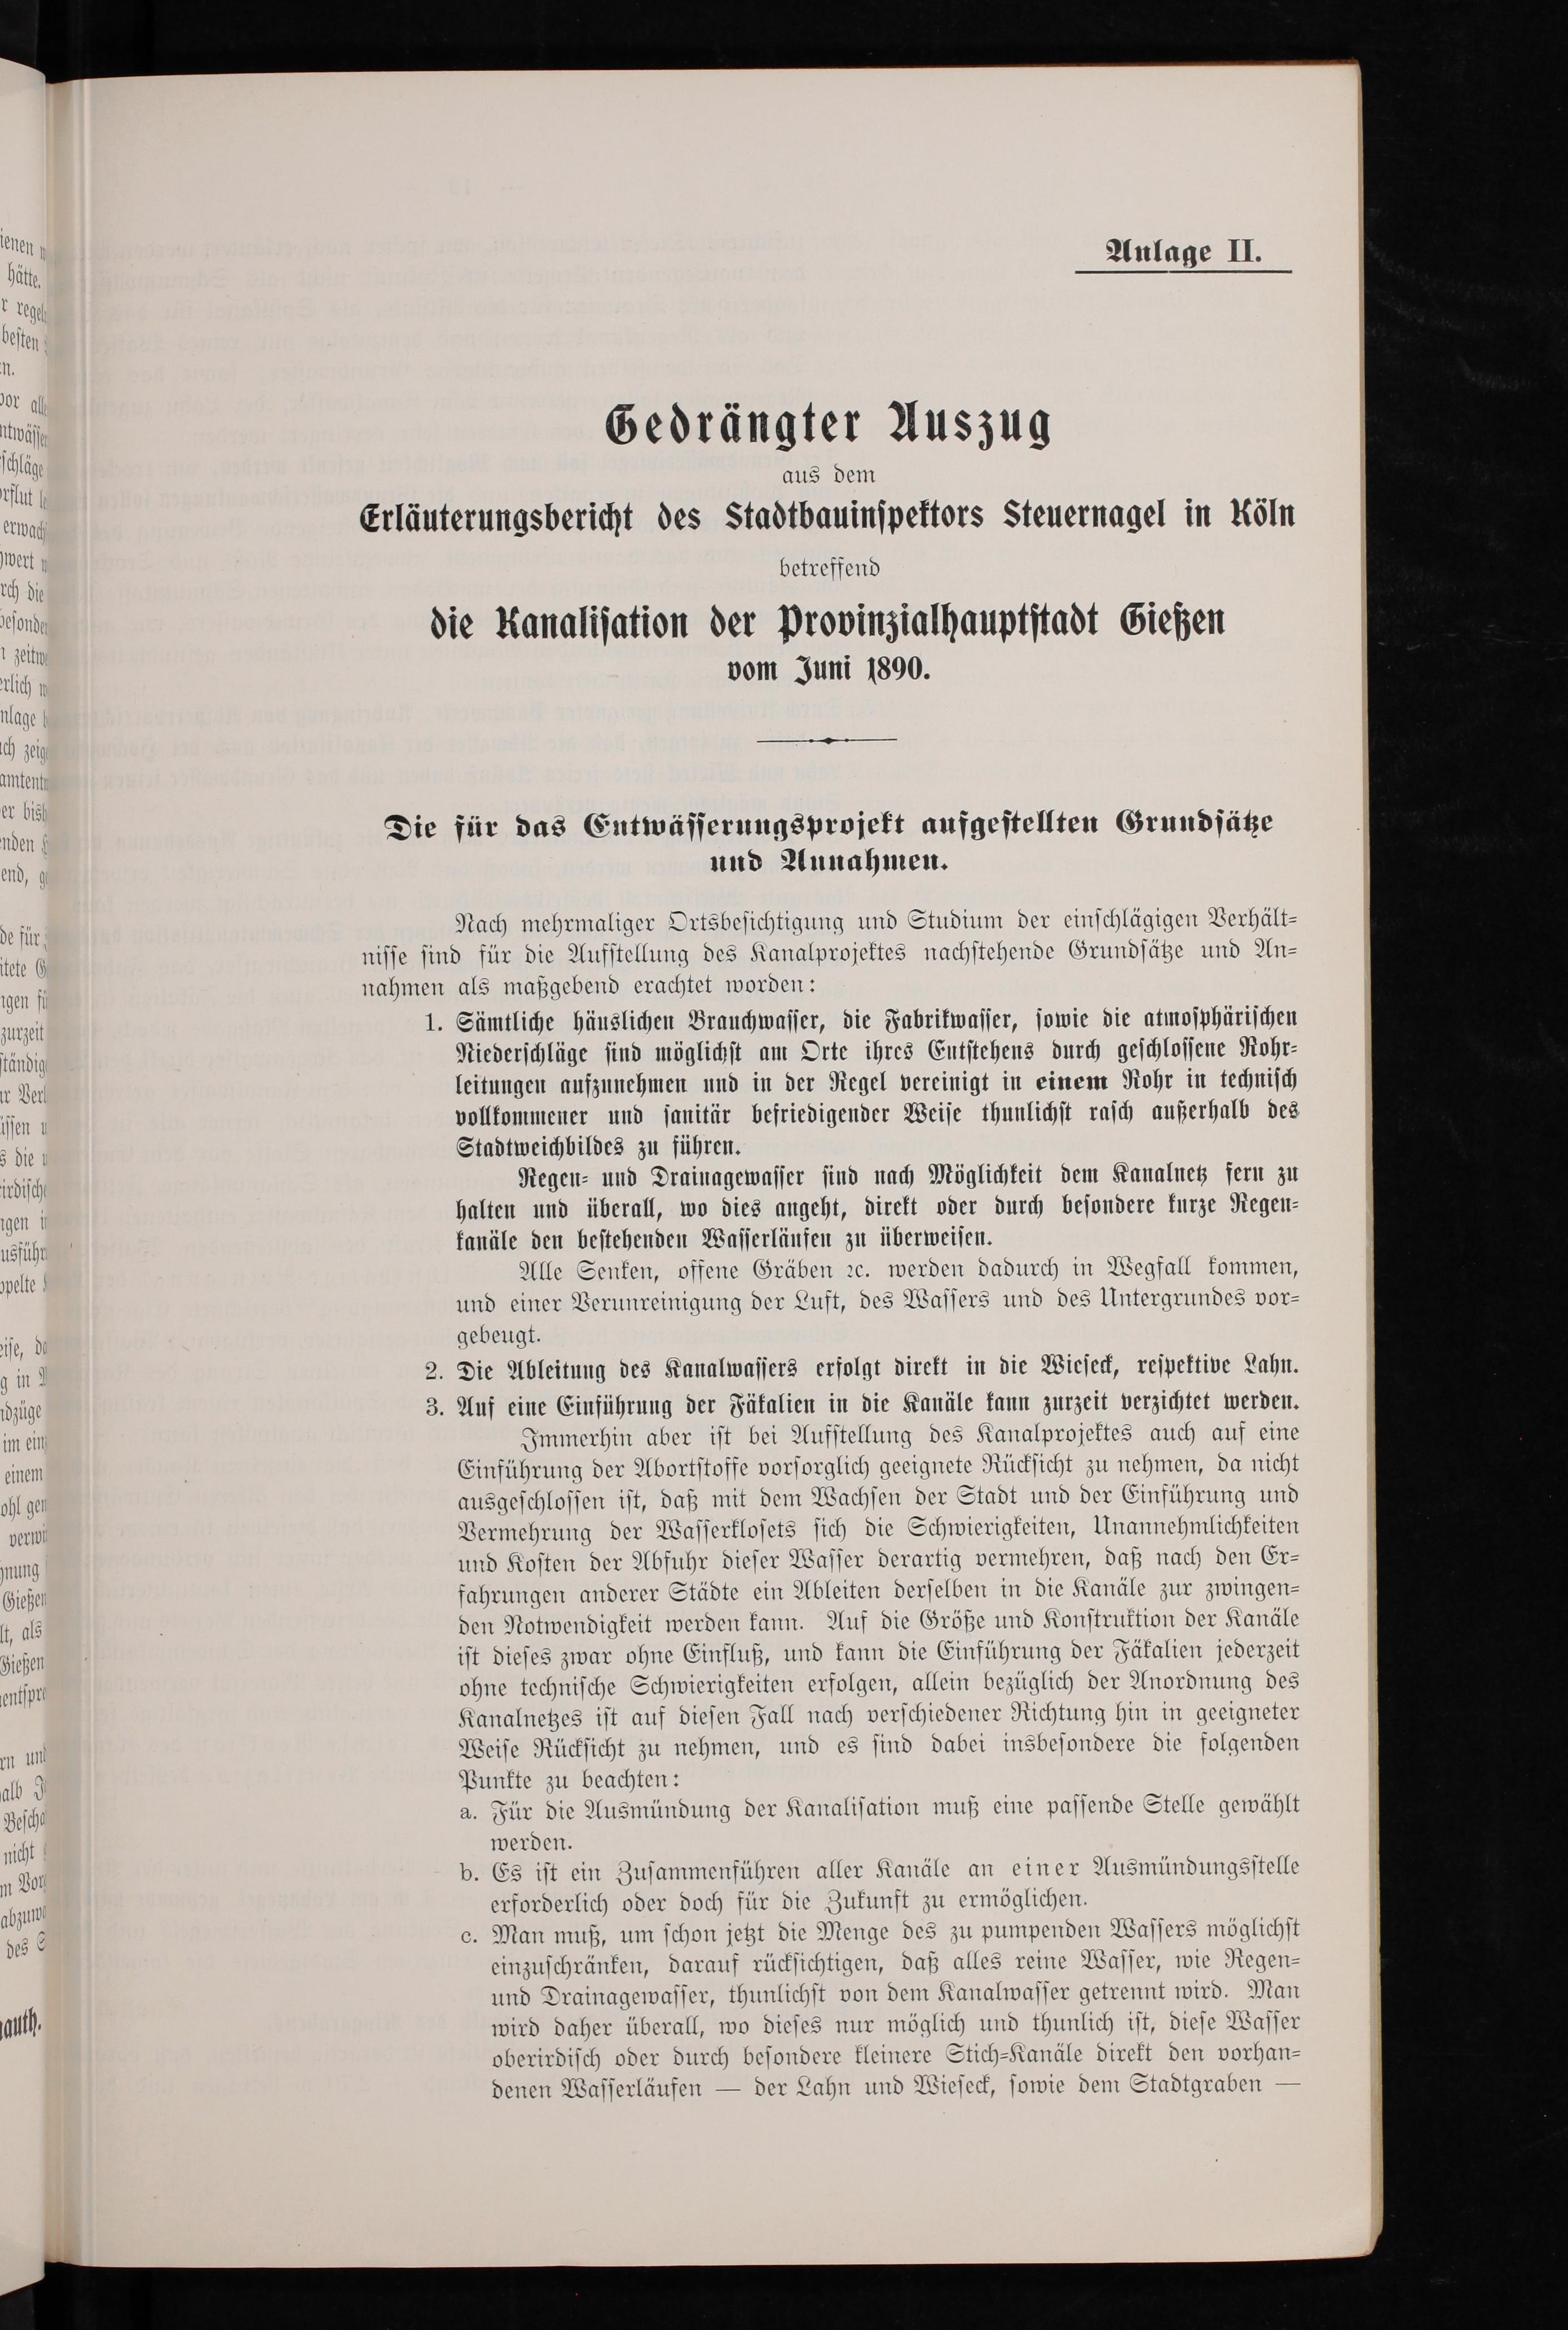 Anlage II.
Gedrängter Auszug
aus dem
Erläuterungsbericht des Stadtbauinspektors Steuernagel in Köln
betreffend
die Kanalisation der Provinzialhauptstadt Gießen
vom Juni 1890.
Die für das Entwässerungsprojekt aufgestellten Grundsätze
und Annahmen.
Nach mehrmaliger Ortsbesichtigung und Studium der einschlägigen Verhält-
nisse sind für die Aufstellung des Kanalprojektes nachstehende Grundsätze und An-
nahmen als maßgebend erachtet worden:
1. Sämtliche häuslichen Brauchwasser, die Fabrikwasser, sowie die atmosphärischen
Niederschläge sind möglichst am Orte ihres Entstehens durch geschlossene Rohr-
leitungen aufzunehmen und in der Regel vereinigt in einem Rohr in technisch
vollkommener und sanitär befriedigender Weise thunlichst rasch außerhalb des
Stadtweichbildes zu führen.
Regen- und Drainagewasser sind nach Möglichkeit dem Kanalnetz fern zu
halten und überall, wo dies angeht, direkt oder durch besondere kurze Regen-
kanäle den bestehenden Wasserläufen zu überweisen.
Alle Senken, offene Gräben ꝛc. werden dadurch in Wegfall kommen,
und einer Verunreinigung der Luft, des Wassers und des Untergrundes vor-
gebeugt.
2. Die Ableitung des Kanalwassers erfolgt direkt in die Wieseck, respektive Lahn.
3. Auf eine Einführung der Fäkalien in die Kanäle kann zurzeit verzichtet werden.
Immerhin aber ist bei Aufstellung des Kanalprojektes auch auf eine
Einführung der Abortstoffe vorsorglich geeignete Rücksicht zu nehmen, da nicht
ausgeschlossen ist, daß mit dem Wachsen der Stadt und der Einführung und
Vermehrung der Wasserklosets sich die Schwierigkeiten, Unannehmlichkeiten
und Kosten der Abfuhr dieser Wasser derartig vermehren, daß nach den Er-
fahrungen anderer Städte ein Ableiten derselben in die Kanäle zur zwingen-
den Notwendigkeit werden kann. Auf die Größe und Konstruktion der Kanäle
ist dieses zwar ohne Einfluß, und kann die Einführung der Fäkalien jederzeit
ohne technische Schwierigkeiten erfolgen, allein bezüglich der Anordnung des
Kanalnetzes ist auf diesen Fall nach verschiedener Richtung hin in geeigneter
Weise Rücksicht zu nehmen, und es sind dabei insbesondere die folgenden
Punkte zu beachten:
a. Für die Ausmündung der Kanalisation muß eine passende Stelle gewählt
werden.
b. Es ist ein Zusammenführen aller Kanäle an einer Ausmündungsstelle
erforderlich oder doch für die Zukunft zu ermöglichen.
c. Man muß, um schon jetzt die Menge des zu pumpenden Wassers möglichst
einzuschränken, darauf rücksichtigen, daß alles reine Wasser, wie Regen-
und Drainagewasser, thunlichst von dem Kanalwasser getrennt wird. Man
wird daher überall, wo dieses nur möglich und thunlich ist, diese Wasser
oberirdisch oder durch besondere kleinere Stich-Kanäle direkt den vorhan-
denen Wasserläufen — der Lahn und Wieseck, sowie dem Stadtgraben —